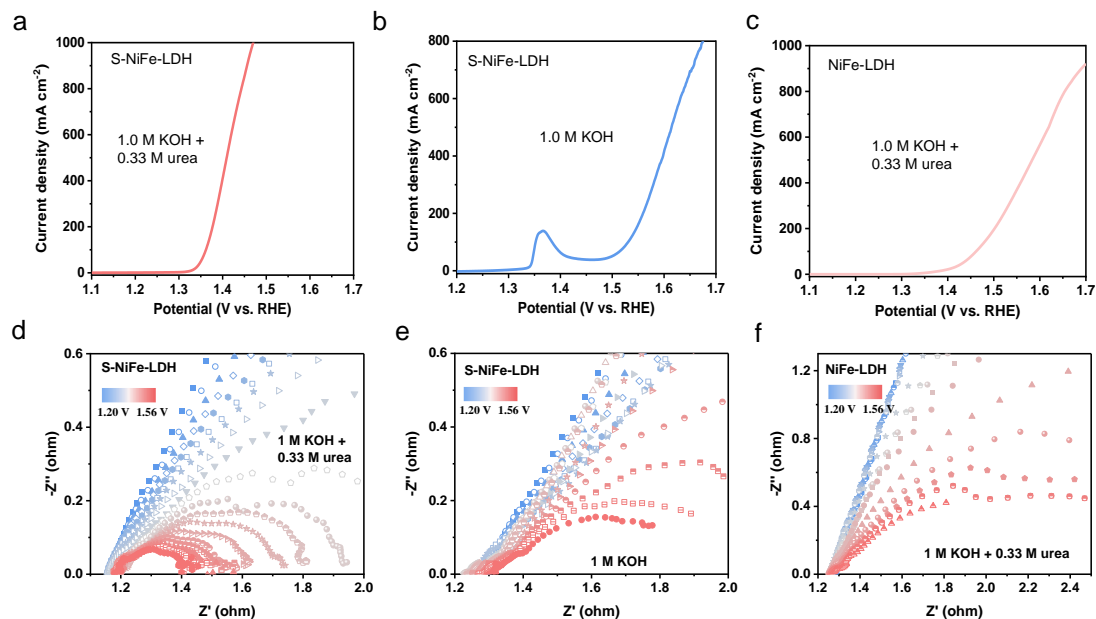 a
1000
800
600
400
200
0
S-NiFe-LDH
1.0 M KOH +
0.33 M urea
1.1 1.2 1.3 1.4 1.5 1.6 1.7
Potential (V vs. RHE)
Current density (mA cm⁻²)
b
800
600
400
200
0
S-NiFe-LDH
1.0 M KOH
1.2 1.3 1.4 1.5 1.6 1.7
Potential (V vs. RHE)
Current density (mA cm⁻²)
c
1000
800
600
400
200
0
NiFe-LDH
1.0 M KOH +
0.33 M urea
1.1 1.2 1.3 1.4 1.5 1.6 1.7
Potential (V vs. RHE)
Current density (mA cm⁻²)
d
0.6
0.4
0.2
0.0
S-NiFe-LDH
1.20 V 1.56 V
1 M KOH +
0.33 M urea
1.2 1.4 1.6 1.8 2.0
Z' (ohm)
-Z'' (ohm)
e
0.6
0.4
0.2
0.0
S-NiFe-LDH
1.20 V 1.56 V
1 M KOH
1.2 1.4 1.6 1.8 2.0
Z' (ohm)
-Z'' (ohm)
f
1.2
0.8
0.4
0.0
NiFe-LDH
1.20 V 1.56 V
1 M KOH + 0.33 M urea
1.2 1.4 1.6 1.8 2.0 2.2 2.4
Z' (ohm)
-Z'' (ohm)